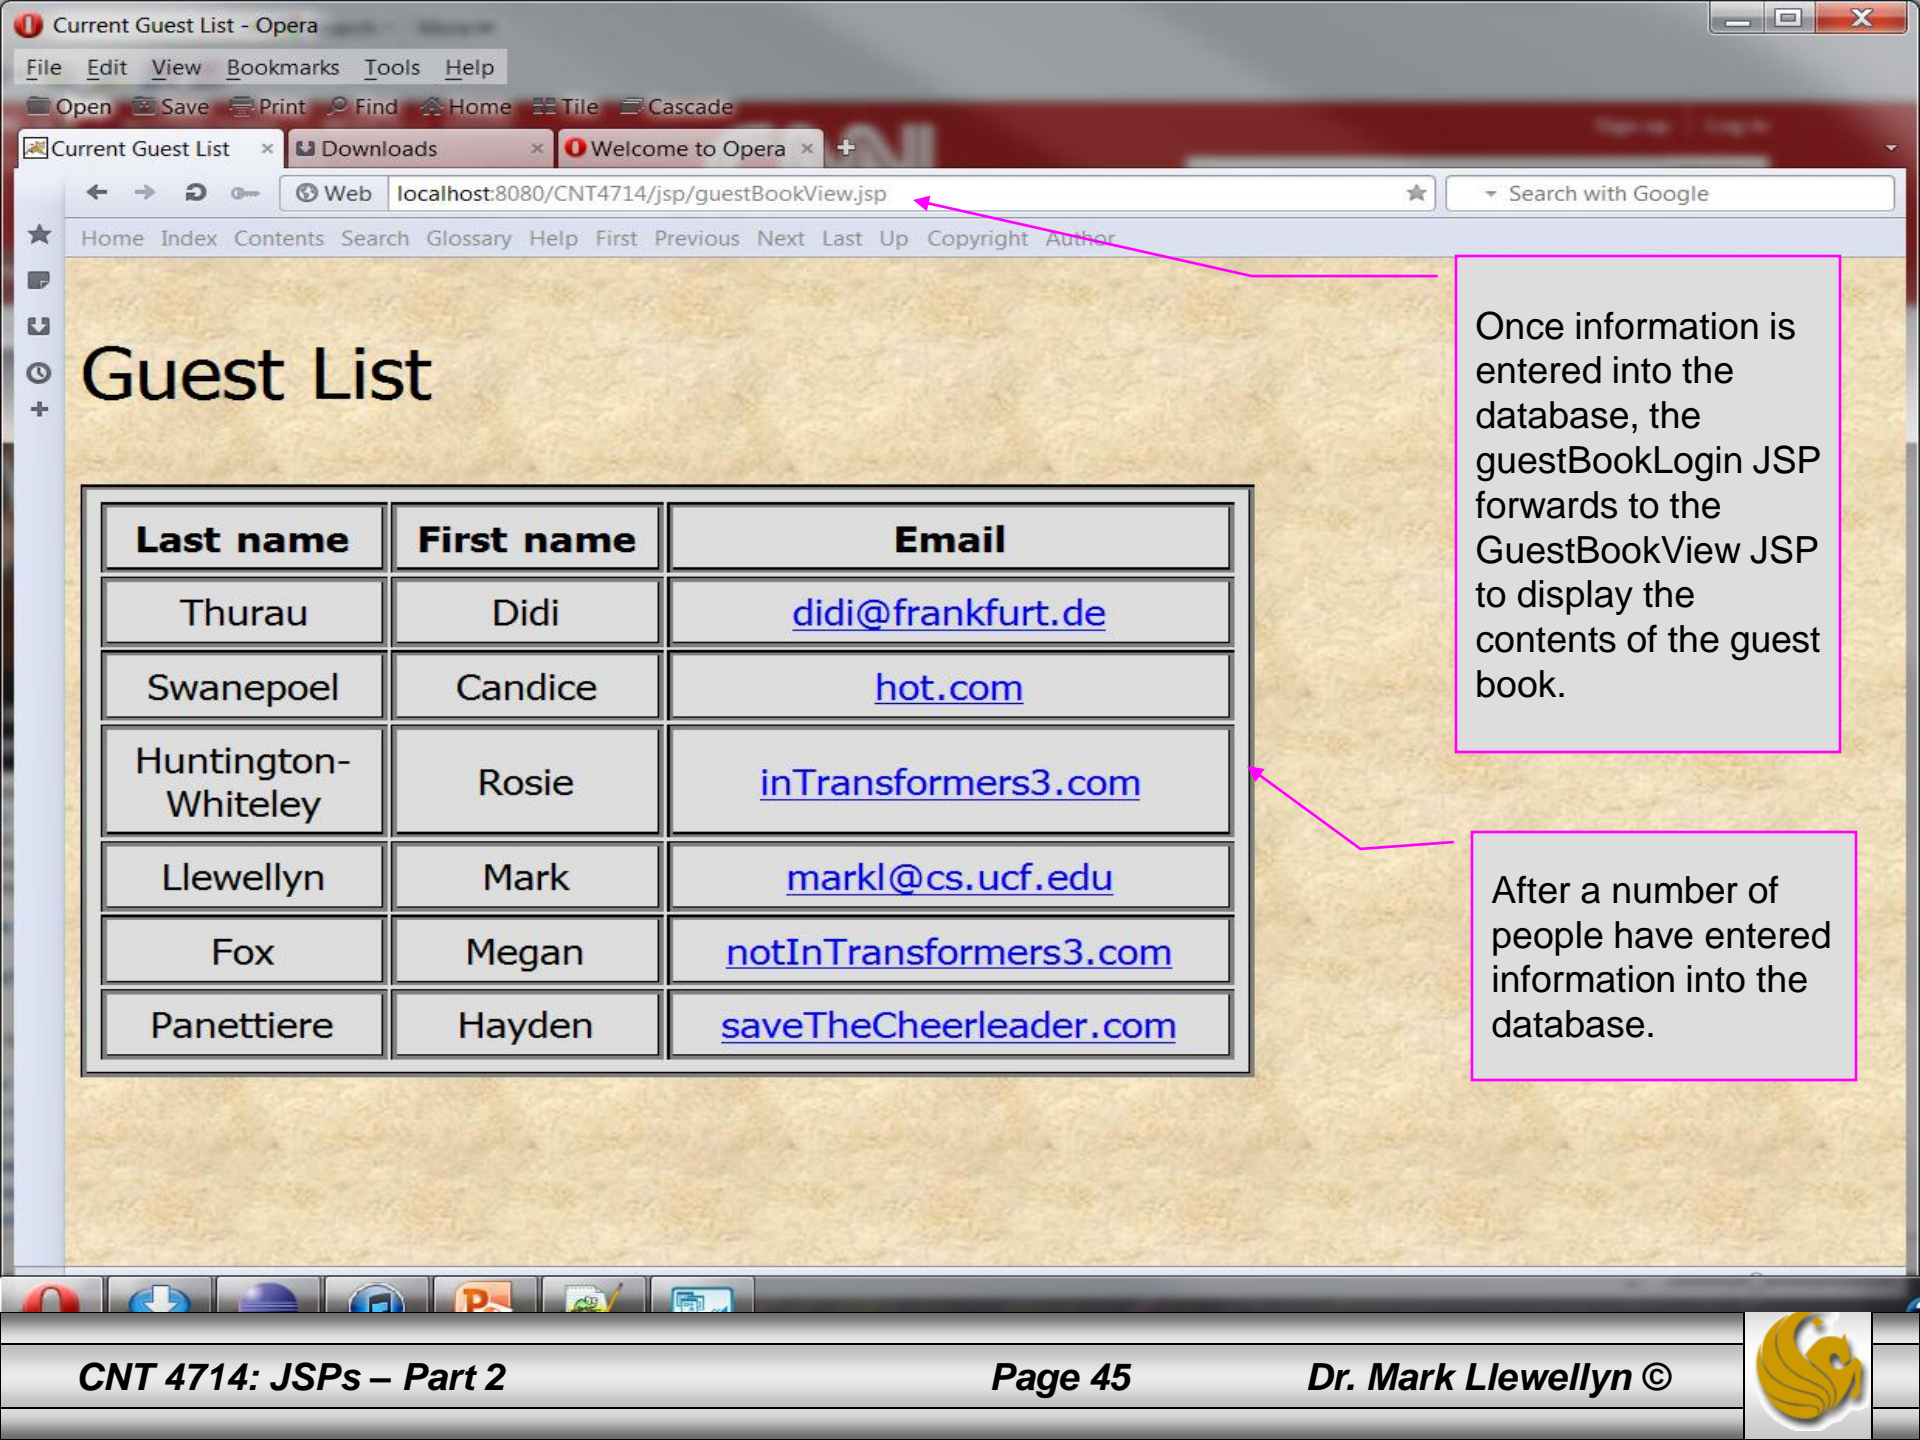 Current Guest List - Opera
File Edit View Bookmarks Tools Help
Open Save Print Find Home Tile Cascade
Current Guest List × Downloads × Welcome to Opera × +
Web localhost:8080/CNT4714/jsp/guestBookView.jsp Search with Google
Home Index Contents Search Glossary Help First Previous Next Last Up Copyright Author
Guest List
Last name First name Email
Thurau Didi didi@frankfurt.de
Swanepoel Candice hot.com
Huntington-
Whiteley Rosie inTransformers3.com
Llewellyn Mark markl@cs.ucf.edu
Fox Megan notInTransformers3.com
Panettiere Hayden saveTheCheerleader.com
Once information is
entered into the
database, the
guestBookLogin JSP
forwards to the
GuestBookView JSP
to display the
contents of the guest
book.
After a number of
people have entered
information into the
database.
CNT 4714: JSPs – Part 2 Page 45 Dr. Mark Llewellyn ©